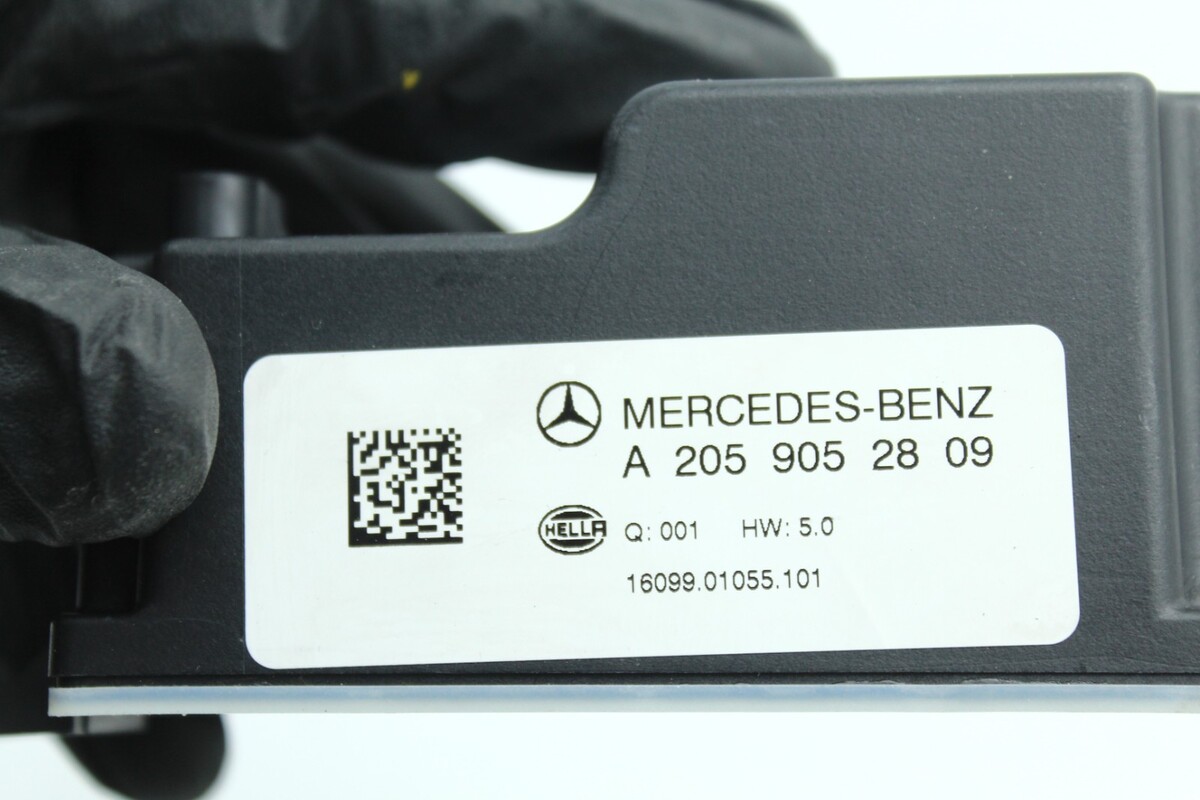 MERCEDES-BENZ
A 205 905 28 09
HELLA Q: 001 HW: 5.0
16099.01055.101